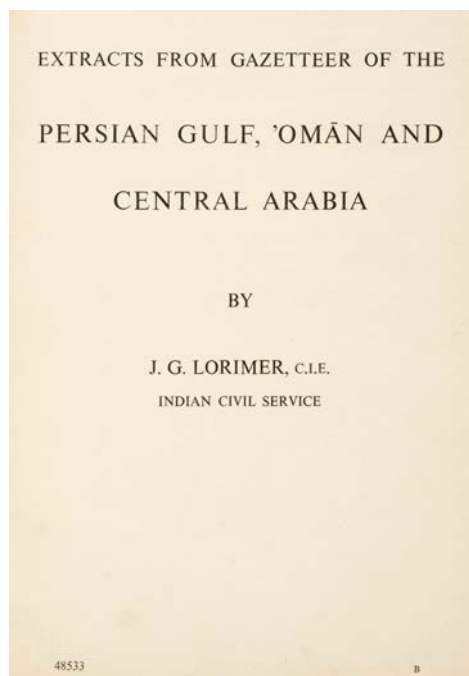 EXTRACTS FROM GAZETTEER OF THE
PERSIAN GULF, 'OMĀN AND
CENTRAL ARABIA
BY
J. G. LORIMER, C.I.E.
INDIAN CIVIL SERVICE
48533 B